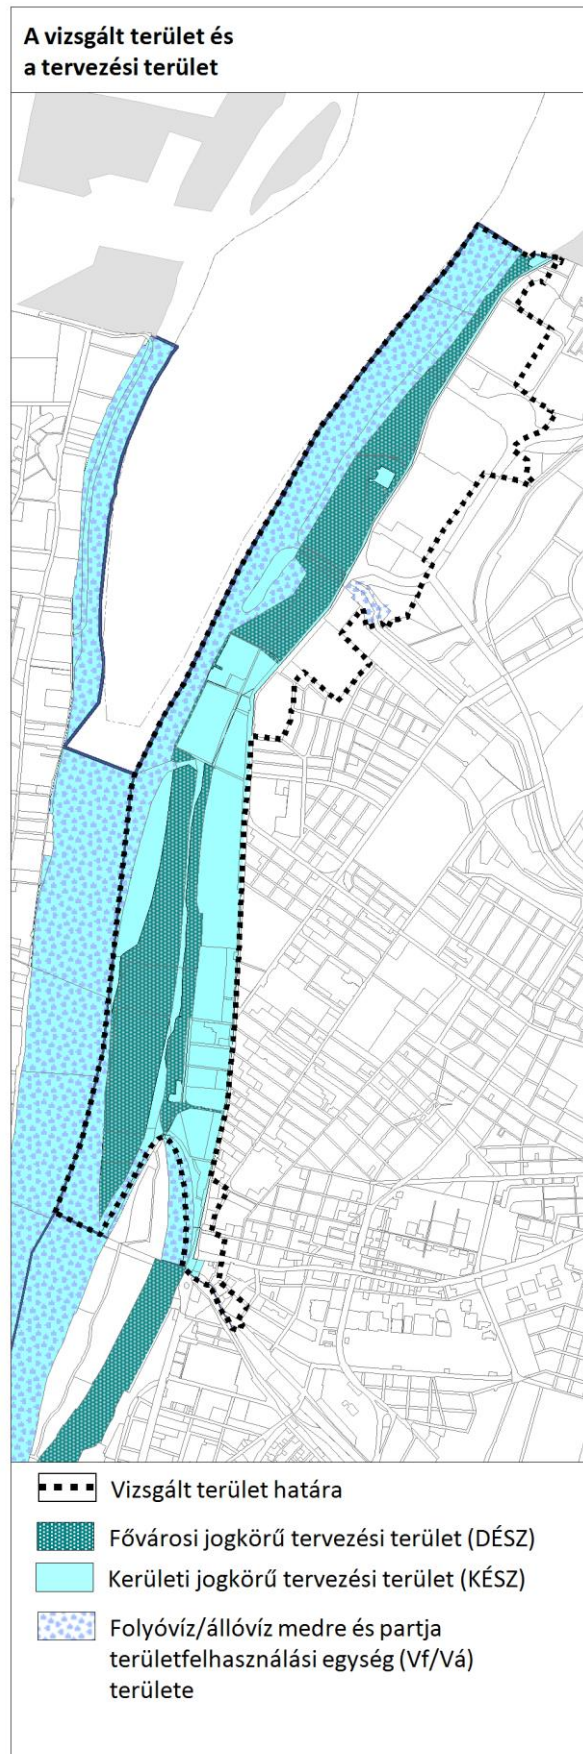 A vizsgált terület és
a tervezési terület
Vizsgált terület határa
Fővárosi jogkörű tervezési terület (DÉSZ)
Kerületi jogkörű tervezési terület (KÉSZ)
Folyóvíz/állóvíz medre és partja
területfelhasználási egység (Vf/Vá)
területe